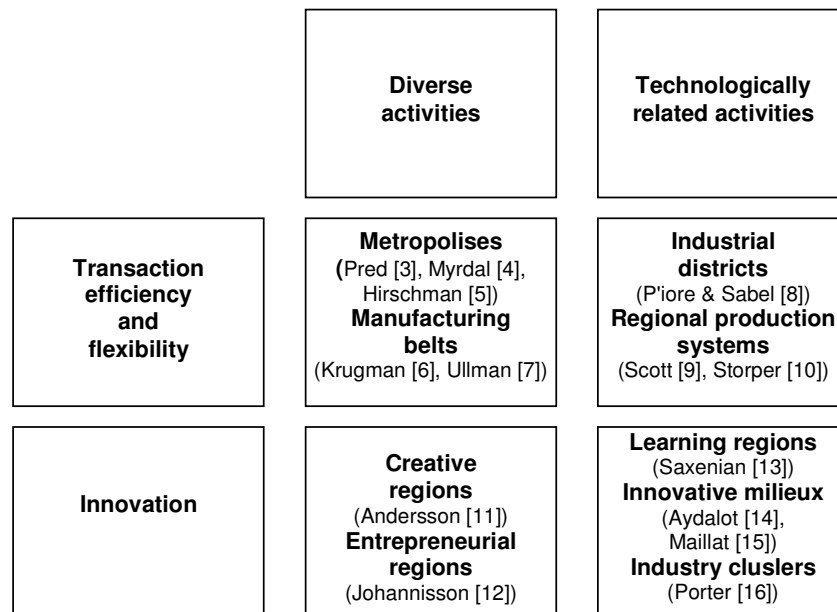 Diverse
activities
Technologically
related activities
Transaction
efficiency
and
flexibility
Metropolises
(Pred [3], Myrdal [4],
Hirschman [5])
Manufacturing
belts
(Krugman [6], Ullman [7])
Industrial
districts
(P'iore & Sabel [8])
Regional production
systems
(Scott [9], Storper [10])
Innovation
Creative
regions
(Andersson [11])
Entrepreneurial
regions
(Johannisson [12])
Learning regions
(Saxenian [13])
Innovative milieux
(Aydalot [14],
Maillat [15])
Industry cluslers
(Porter [16])